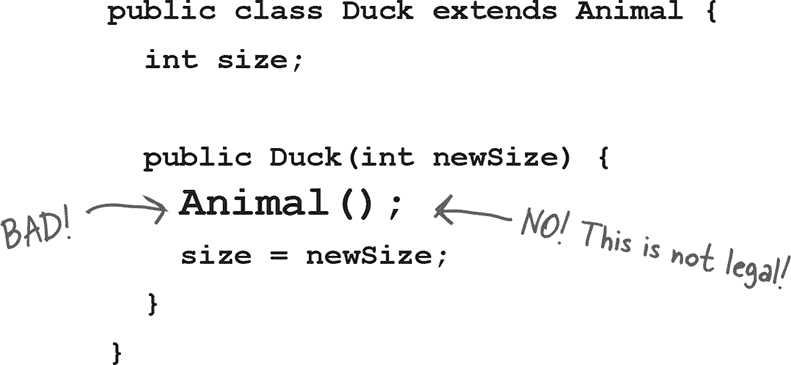 public class Duck extends Animal {
int size;
public Duck(int newSize) {
BAD! Animal(); NO! This is not legal!
size = newSize;
}
}